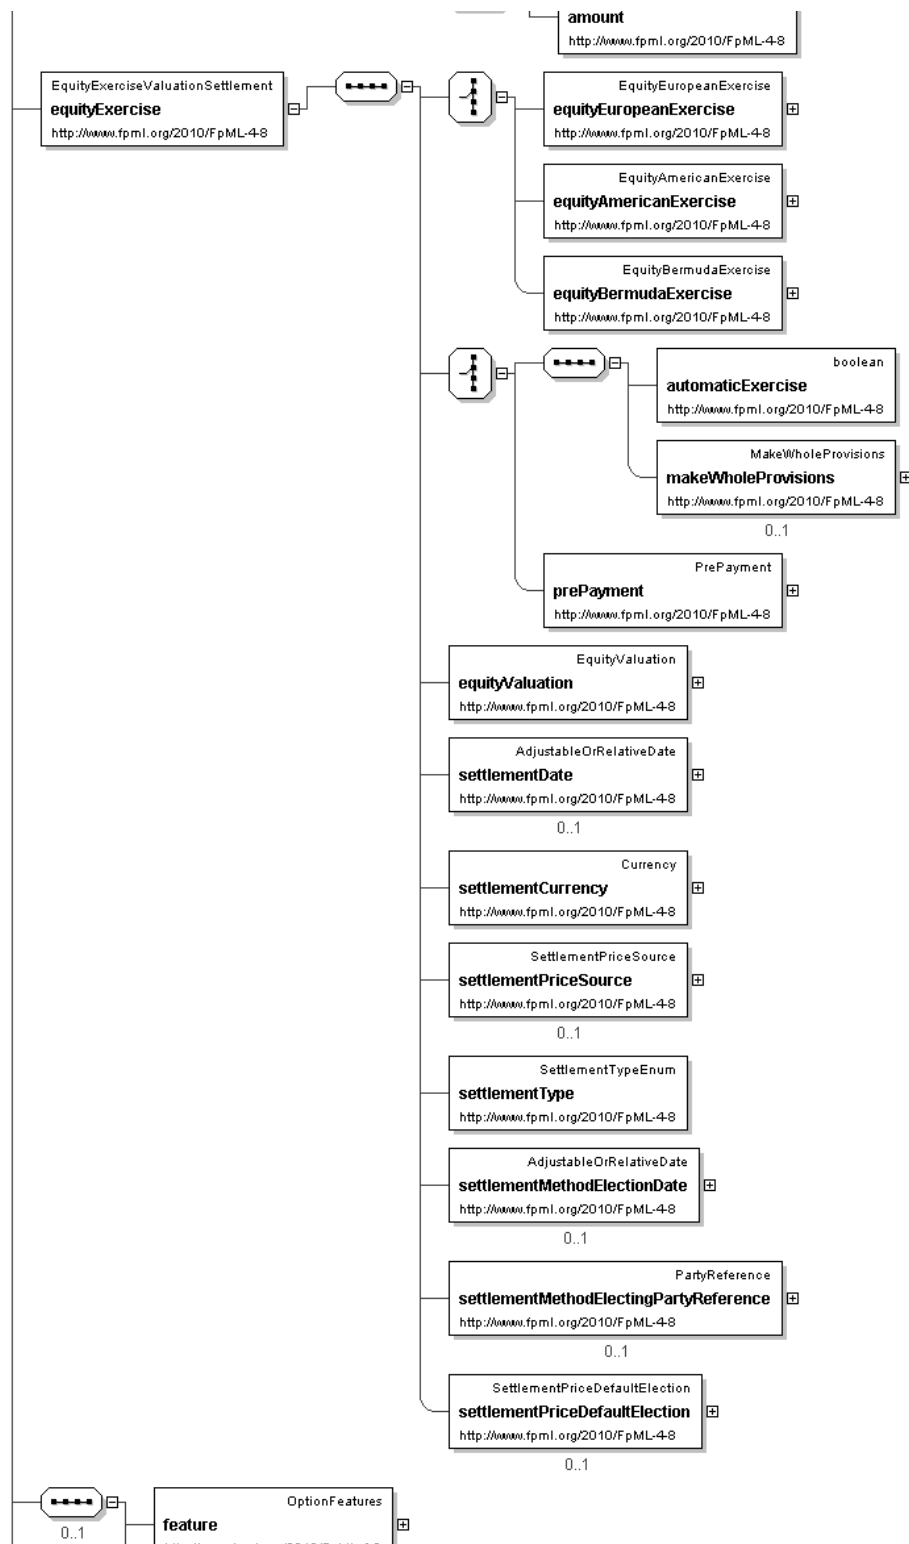 amount
http://www.fpml.org/2010/FpML-4-8
EquityExerciseValuationSettlement
equityExercise
http://www.fpml.org/2010/FpML-4-8
EquityEuropeanExercise
equityEuropeanExercise
http://www.fpml.org/2010/FpML-4-8
EquityAmericanExercise
equityAmericanExercise
http://www.fpml.org/2010/FpML-4-8
EquityBermudaExercise
equityBermudaExercise
http://www.fpml.org/2010/FpML-4-8
boolean
automaticExercise
http://www.fpml.org/2010/FpML-4-8
MakeWholeProvisions
makeWholeProvisions
http://www.fpml.org/2010/FpML-4-8
0..1
PrePayment
prePayment
http://www.fpml.org/2010/FpML-4-8
EquityValuation
equityValuation
http://www.fpml.org/2010/FpML-4-8
AdjustableOrRelativeDate
settlementDate
http://www.fpml.org/2010/FpML-4-8
0..1
Currency
settlementCurrency
http://www.fpml.org/2010/FpML-4-8
SettlementPriceSource
settlementPriceSource
http://www.fpml.org/2010/FpML-4-8
0..1
SettlementTypeEnum
settlementType
http://www.fpml.org/2010/FpML-4-8
AdjustableOrRelativeDate
settlementMethodElectionDate
http://www.fpml.org/2010/FpML-4-8
0..1
PartyReference
settlementMethodElectingPartyReference
http://www.fpml.org/2010/FpML-4-8
0..1
SettlementPriceDefaultElection
settlementPriceDefaultElection
http://www.fpml.org/2010/FpML-4-8
0..1
OptionFeatures
feature
0..1